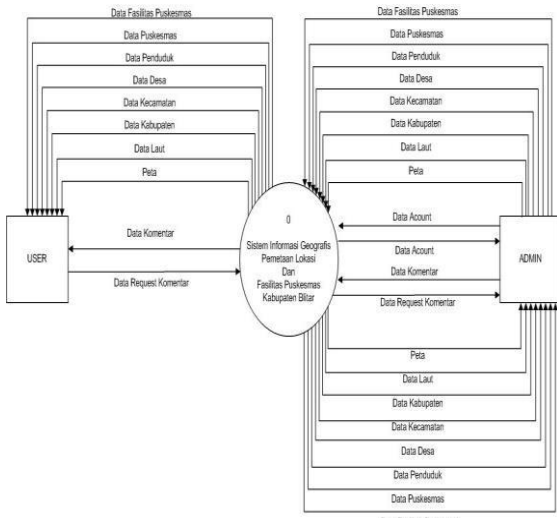 Data Fasilitas Puskesmas
Data Puskesmas
Data Penduduk
Data Desa
Data Kecamatan
Data Kabupaten
Data Laut
Peta
USER
Data Komentar
Data Request Komentar
0
Sistem Informasi Geografis
Pemetaan Lokasi
Dan
Fasilitas Puskesmas
Kabupaten Blitar
Data Fasilitas Puskesmas
Data Puskesmas
Data Penduduk
Data Desa
Data Kecamatan
Data Kabupaten
Data Laut
Peta
Data Acount
Data Acount
Data Komentar
Data Request Komentar
ADMIN
Peta
Data Laut
Data Kabupaten
Data Kecamatan
Data Desa
Data Penduduk
Data Puskesmas